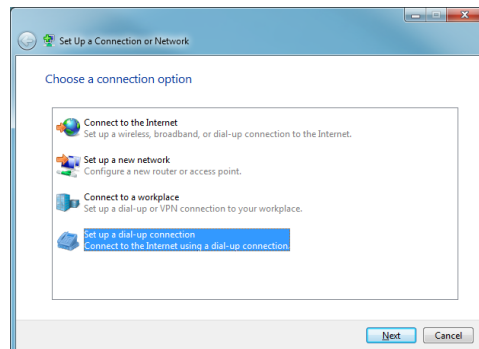 Set Up a Connection or Network
Choose a connection option
Connect to the Internet
Set up a wireless, broadband, or dial-up connection to the Internet.
Set up a new network
Configure a new router or access point.
Connect to a workplace
Set up a dial-up or VPN connection to your workplace.
Set up a dial-up connection
Connect to the Internet using a dial-up connection.
Next Cancel